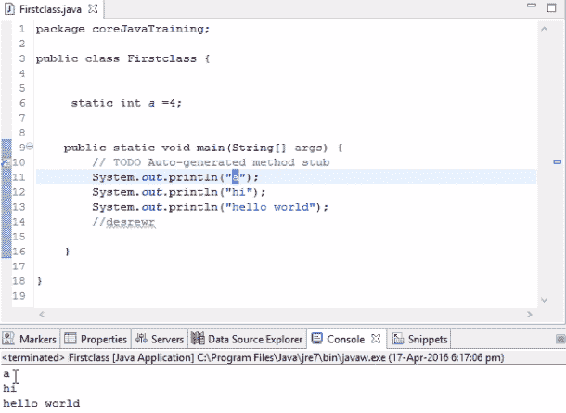 Firstclass.java
1 package coreJavaTraining;
2
3 public class Firstclass {
4
5
6 static int a =4;
7
8
9 public static void main(String[] args) {
10 // TODO Auto-generated method stub
11 System.out.println("a");
12 System.out.println("hi");
13 System.out.println("hello world");
14 //desrewr
15
16 }
17
18 }
19
Markers Properties Servers Data Source Explorer Console Snippets
<terminated> Firstclass [Java Application] C:\Program Files\Java\jre7\bin\javaw.exe (17-Apr-2016 6:17:06 pm)
a
hi
hello world